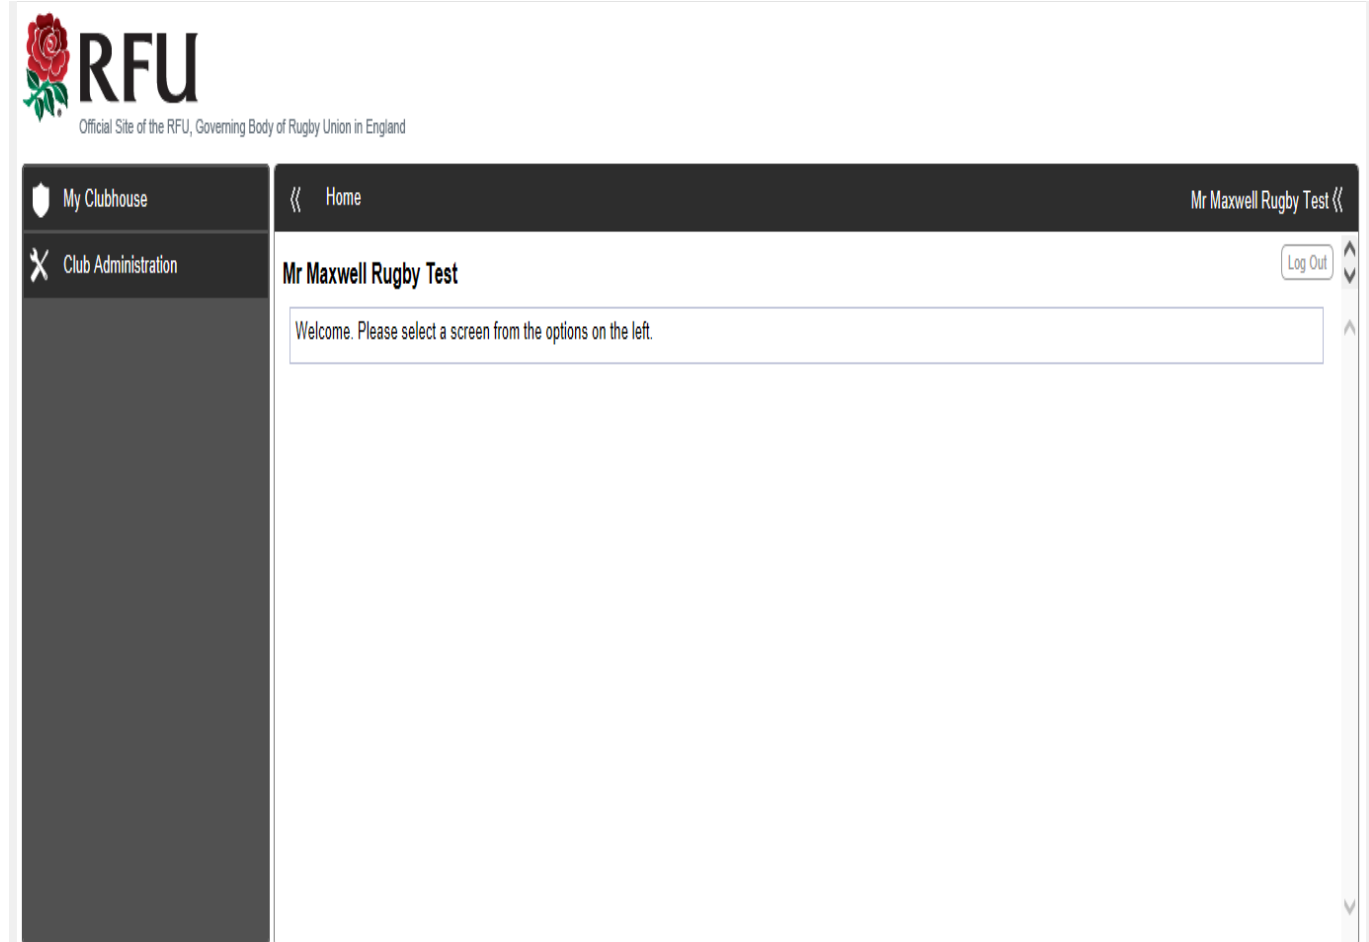 RFU
Official Site of the RFU, Governing Body of Rugby Union in England
My Clubhouse
Club Administration
Home
Mr Maxwell Rugby Test
Mr Maxwell Rugby Test
Log Out
Welcome. Please select a screen from the options on the left.